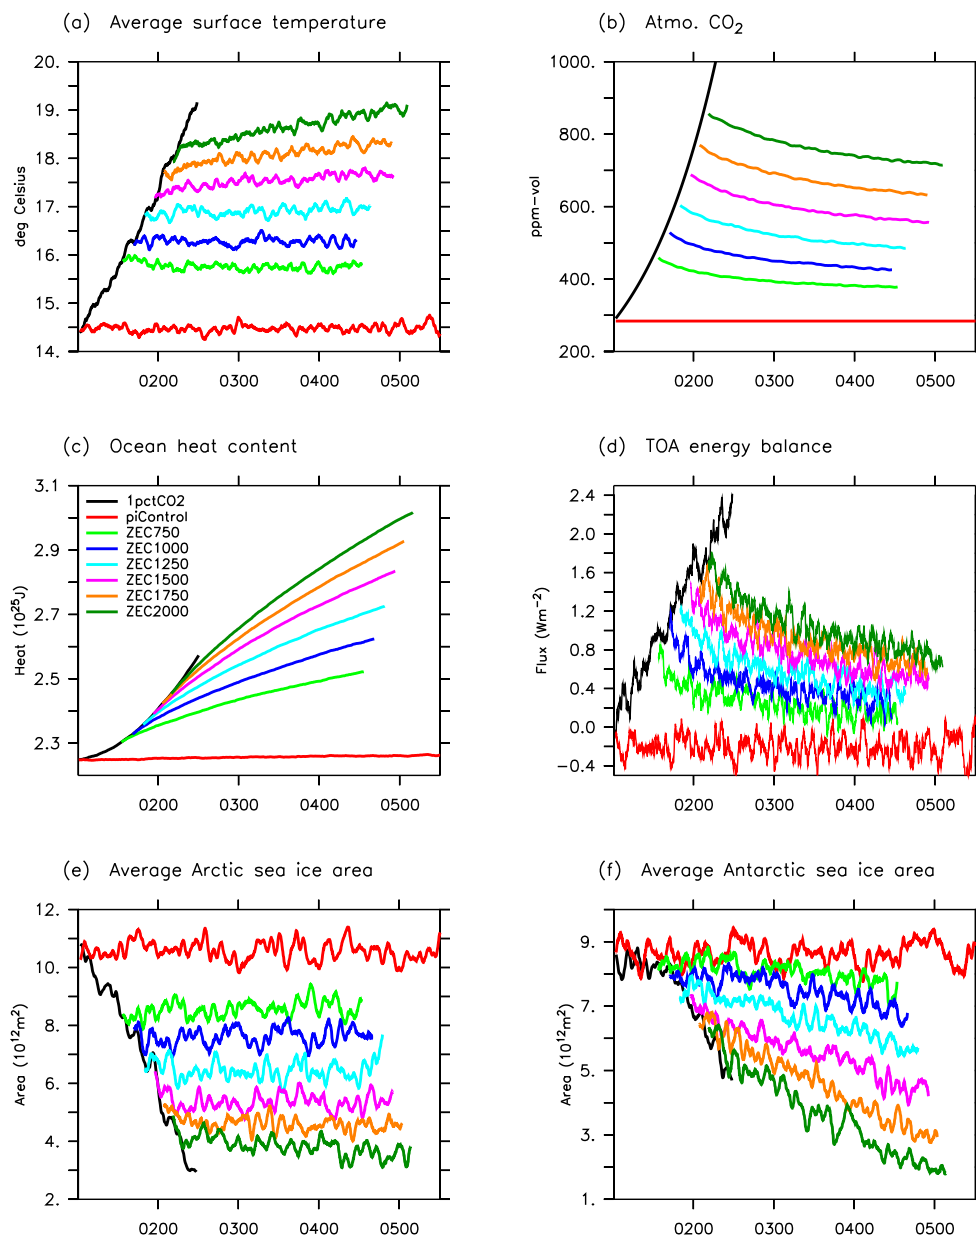 (a) Average surface temperature
(b) Atmo. CO2
20.
19.
18.
17.
16.
15.
14.
deg Celsius
0200 0300 0400 0500
1000.
800.
600.
400.
200.
ppm-vol
0200 0300 0400 0500
(c) Ocean heat content
(d) TOA energy balance
3.1
2.9
2.7
2.5
2.3
Heat (10^25J)
1pctCO2
piControl
ZEC750
ZEC1000
ZEC1250
ZEC1500
ZEC1750
ZEC2000
0200 0300 0400 0500
2.4
2.0
1.6
1.2
0.8
0.4
0.0
-0.4
Flux (Wm^-2)
0200 0300 0400 0500
(e) Average Arctic sea ice area
(f) Average Antarctic sea ice area
12.
10.
8.
6.
4.
2.
Area (10^12m^2)
0200 0300 0400 0500
9.
7.
5.
3.
1.
Area (10^12m^2)
0200 0300 0400 0500